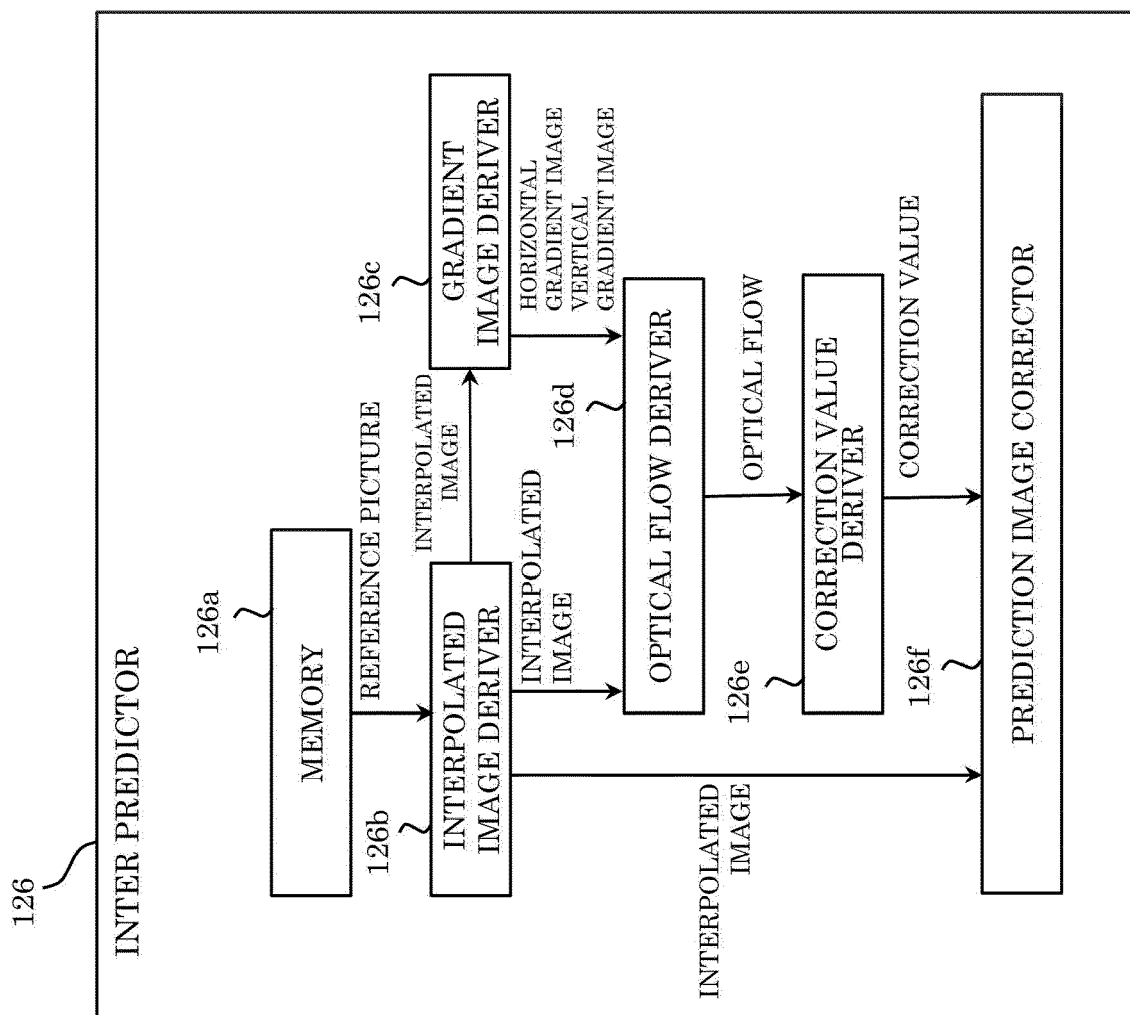 126
INTER PREDICTOR
126a
MEMORY
REFERENCE PICTURE
126b
INTERPOLATED
IMAGE DERIVER
INTERPOLATED
IMAGE
126c
GRADIENT
IMAGE DERIVER
INTERPOLATED
IMAGE
HORIZONTAL
GRADIENT IMAGE
VERTICAL
GRADIENT IMAGE
126d
OPTICAL FLOW DERIVER
OPTICAL FLOW
126e
CORRECTION VALUE
DERIVER
INTERPOLATED
IMAGE
CORRECTION VALUE
126f
PREDICTION IMAGE CORRECTOR